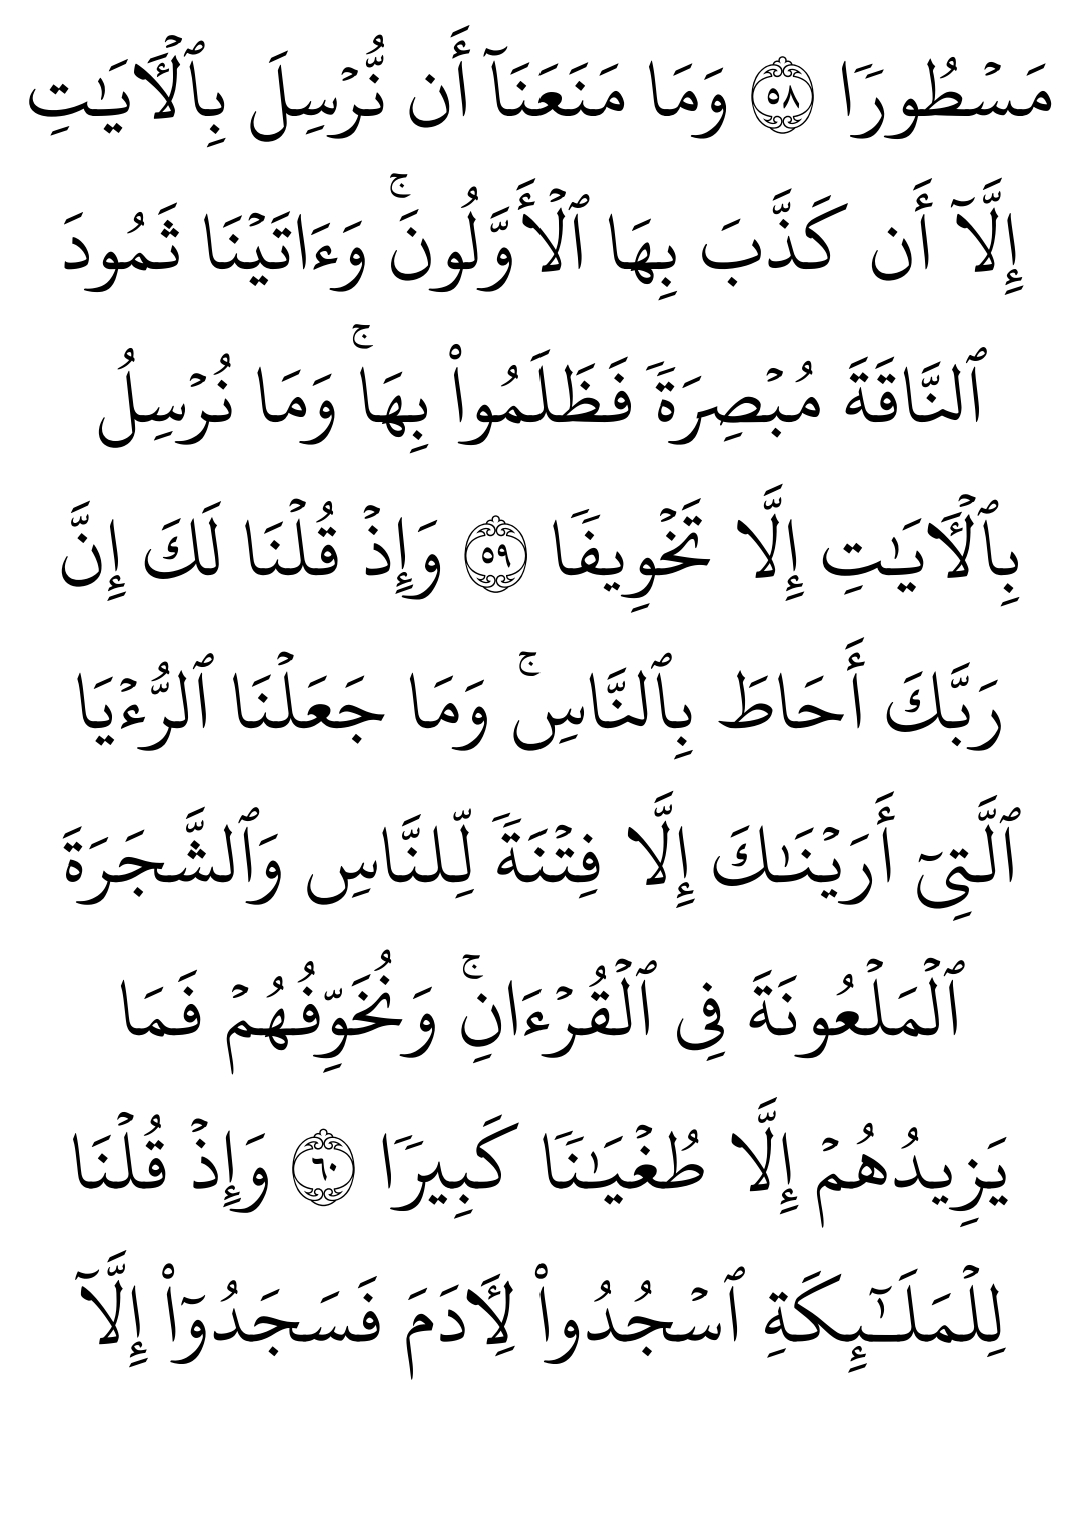 مَسۡطُورٗا ۝٥٨ وَمَا مَنَعَنَآ أَن نُّرۡسِلَ بِٱلۡأٓيَٰتِ
إِلَّآ أَن كَذَّبَ بِهَا ٱلۡأَوَّلُونَۚ وَءَاتَيۡنَا ثَمُودَ
ٱلنَّاقَةَ مُبۡصِرَةٗ فَظَلَمُواْ بِهَاۚ وَمَا نُرۡسِلُ
بِٱلۡأٓيَٰتِ إِلَّا تَخۡوِيفٗا ۝٥٩ وَإِذۡ قُلۡنَا لَكَ إِنَّ
رَبَّكَ أَحَاطَ بِٱلنَّاسِۚ وَمَا جَعَلۡنَا ٱلرُّءۡيَا
ٱلَّتِيٓ أَرَيۡنَٰكَ إِلَّا فِتۡنَةٗ لِّلنَّاسِ وَٱلشَّجَرَةَ
ٱلۡمَلۡعُونَةَ فِي ٱلۡقُرۡءَانِۚ وَنُخَوِّفُهُمۡ فَمَا
يَزِيدُهُمۡ إِلَّا طُغۡيَٰنٗا كَبِيرٗا ۝٦٠ وَإِذۡ قُلۡنَا
لِلۡمَلَٰٓئِكَةِ ٱسۡجُدُواْ لِأٓدَمَ فَسَجَدُوٓاْ إِلَّآ